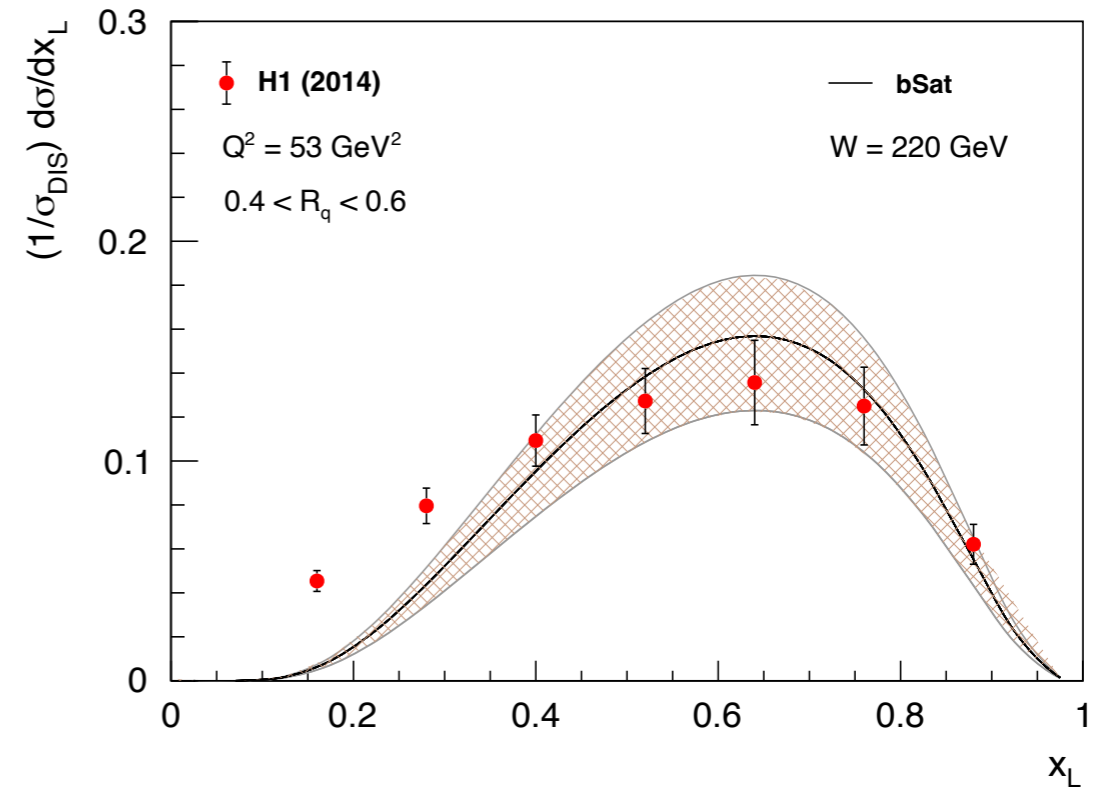 (1/σ_DIS) dσ/dx_L
0.3
0.2
0.1
0
H1 (2014)
Q² = 53 GeV²
0.4 < R_q < 0.6
bSat
W = 220 GeV
0 0.2 0.4 0.6 0.8 1
x_L